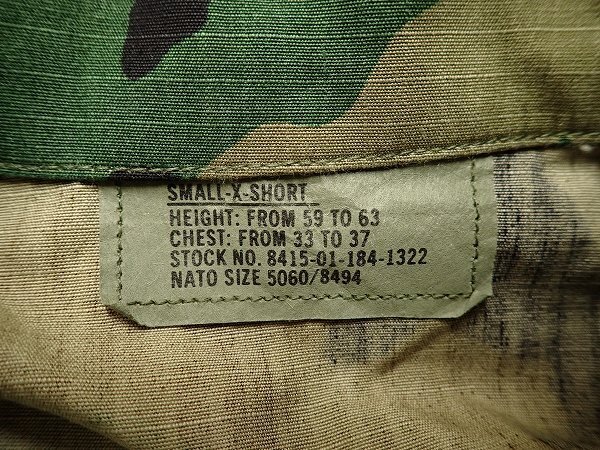 SMALL-X-SHORT
HEIGHT: FROM 59 TO 63
CHEST: FROM 33 TO 37
STOCK NO. 8415-01-184-1322
NATO SIZE 5060/8494